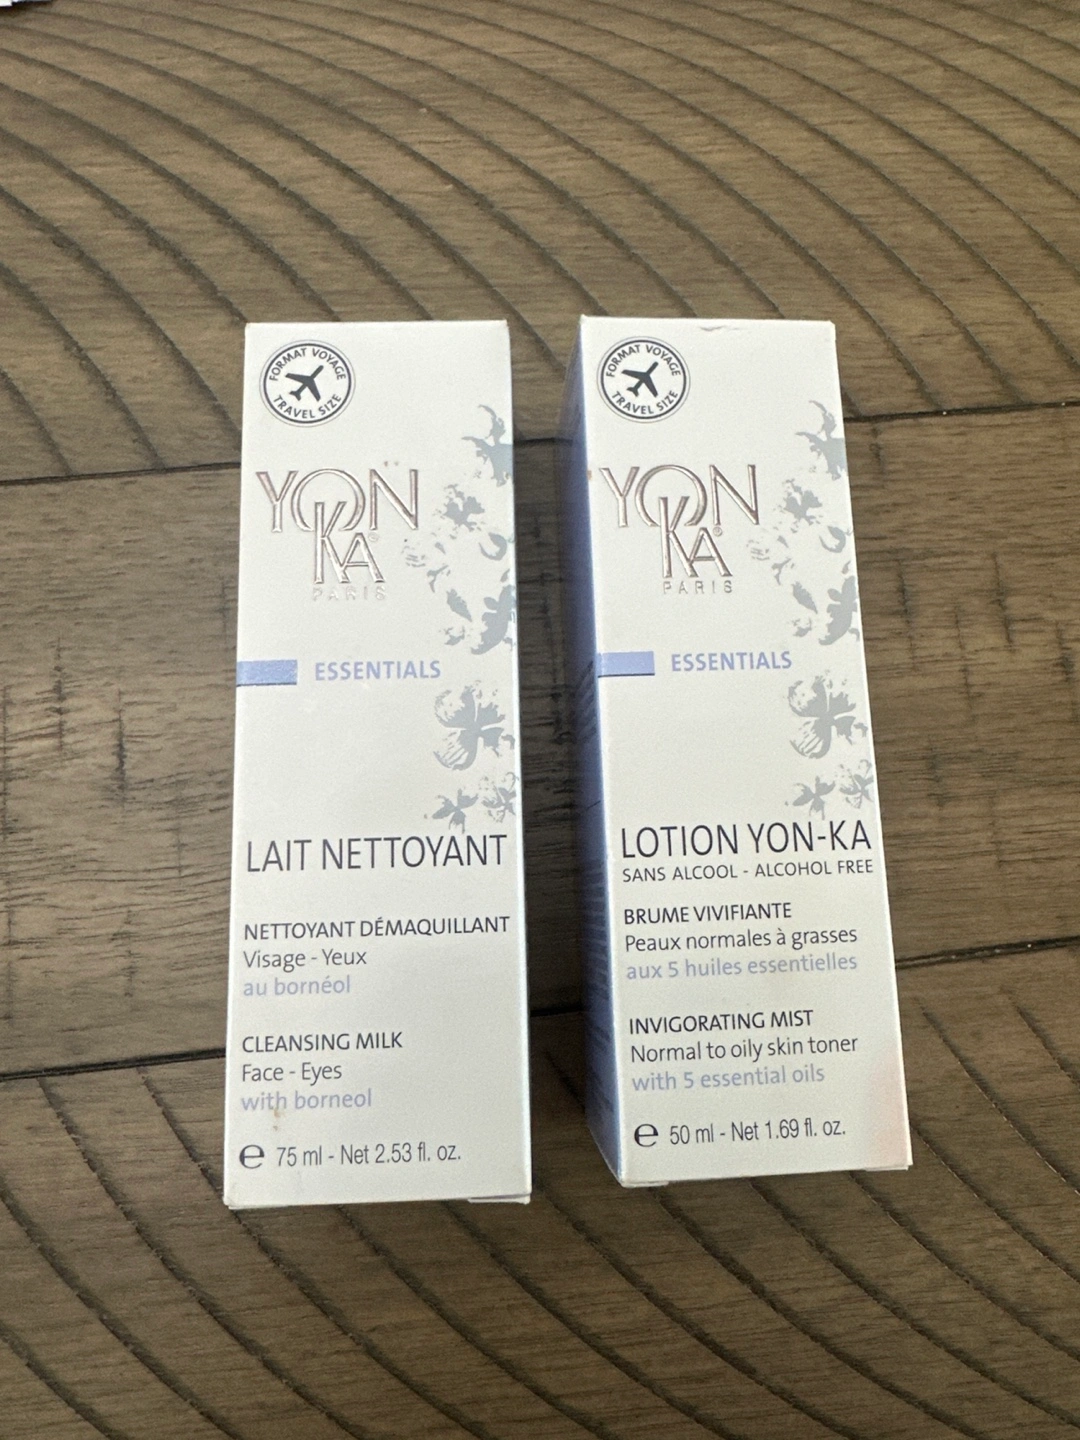 FORMAT VOYAGE
TRAVEL SIZE
YON
KA®
PARIS
ESSENTIALS
LAIT NETTOYANT
NETTOYANT DÉMAQUILLANT
Visage - Yeux
au bornéol
CLEANSING MILK
Face - Eyes
with borneol
℮ 75 ml - Net 2.53 fl. oz.
FORMAT VOYAGE
TRAVEL SIZE
YON
KA®
PARIS
ESSENTIALS
LOTION YON-KA
SANS ALCOOL - ALCOHOL FREE
BRUME VIVIFIANTE
Peaux normales à grasses
aux 5 huiles essentielles
INVIGORATING MIST
Normal to oily skin toner
with 5 essential oils
℮ 50 ml - Net 1.69 fl. oz.